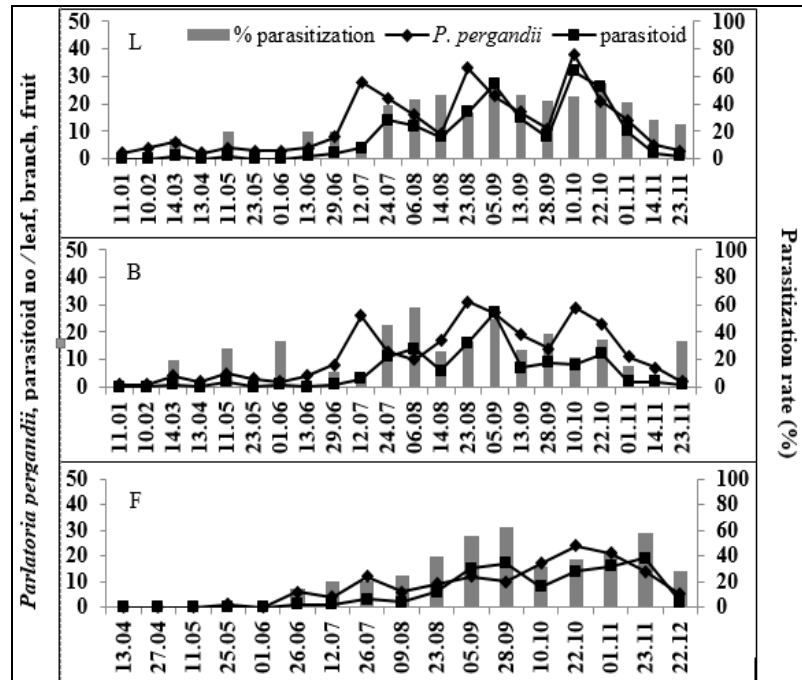 L
% parasitization P. pergandii parasitoid
50 40 30 20 10 0
100 80 60 40 20 0
11.01 10.02 14.03 13.04 11.05 23.05 01.06 13.06 29.06 12.07 24.07 06.08 14.08 23.08 05.09 13.09 28.09 10.10 22.10 01.11 14.11 23.11
B
50 40 30 20 10 0
100 80 60 40 20 0
11.01 10.02 14.03 13.04 11.05 23.05 01.06 13.06 29.06 12.07 24.07 06.08 14.08 23.08 05.09 13.09 28.09 10.10 22.10 01.11 14.11 23.11
F
50 40 30 20 10 0
100 80 60 40 20 0
13.04 27.04 11.05 25.05 01.06 26.06 12.07 26.07 09.08 23.08 05.09 28.09 10.10 22.10 01.11 23.11 22.12
Parlatoria pergandii, parasitoid no / leaf, branch, fruit
Parasitization rate (%)